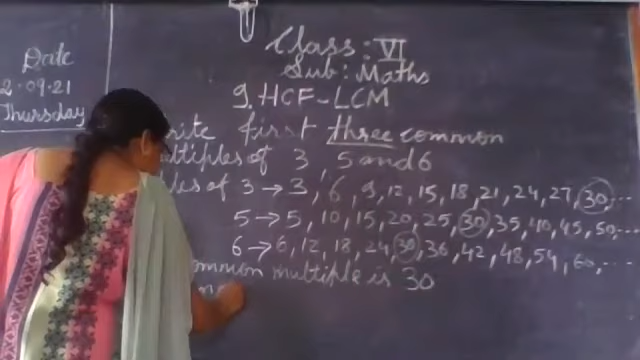 Date
2.09.21
Thursday
Class: VI
Sub: Maths
9. HCF-LCM
rite first three common
ultiples of 3, 5 and 6
les of 3 → 3, 6, 9, 12, 15, 18, 21, 24, 27, 30,...
5 → 5, 10, 15, 20, 25, 30, 35, 40, 45, 50,...
6 → 6, 12, 18, 24, 30, 36, 42, 48, 54, 60,...
ommon multiple is 30